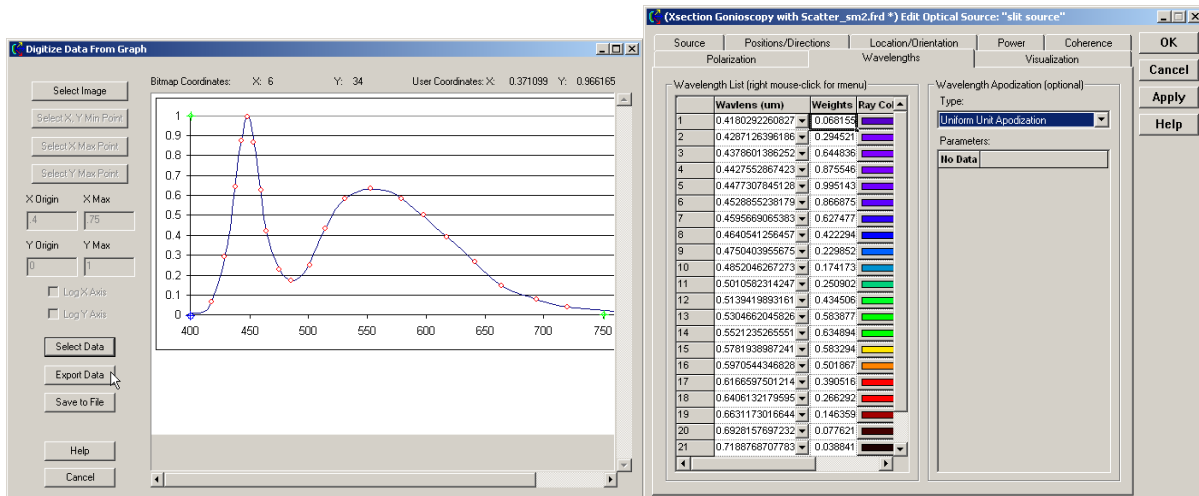 Digitize Data From Graph
Select Image
Select X, Y Min Point
Select X Max Point
Select Y Max Point
X Origin X Max
.4 .75
Y Origin Y Max
0 1
Log X Axis
Log Y Axis
Select Data
Export Data
Save to File
Help
Cancel
Bitmap Coordinates: X: 6 Y: 34 User Coordinates: X: 0.371099 Y: 0.966165
1
0.9
0.8
0.7
0.6
0.5
0.4
0.3
0.2
0.1
0
400 450 500 550 600 650 700 750
(Xsection Gonioscopy with Scatter_sm2.frd *) Edit Optical Source: "slit source"
Source Positions/Directions Location/Orientation Power Coherence
Polarization Wavelengths Visualization
OK
Cancel
Apply
Help
Wavelength List (right mouse-click for menu)
Wavlens (um) Weights Ray Col
1 0.4180292260827 0.068155
2 0.4287126396186 0.294521
3 0.4378601386252 0.644836
4 0.4427552867423 0.875546
5 0.4477307845128 0.995143
6 0.4528855238179 0.866875
7 0.4595669065383 0.627477
8 0.4640541256457 0.422294
9 0.4750403955675 0.229852
10 0.4852046267273 0.174173
11 0.5010582314247 0.250902
12 0.5139419893161 0.434506
13 0.5304662045826 0.583877
14 0.5521235265551 0.634894
15 0.5781938987241 0.583294
16 0.5970544346828 0.501867
17 0.6166597501214 0.390516
18 0.6406132179595 0.266292
19 0.6631173016644 0.146359
20 0.6928157697232 0.077621
21 0.7188768707783 0.038841
Wavelength Apodization (optional)
Type:
Uniform Unit Apodization
Parameters:
No Data